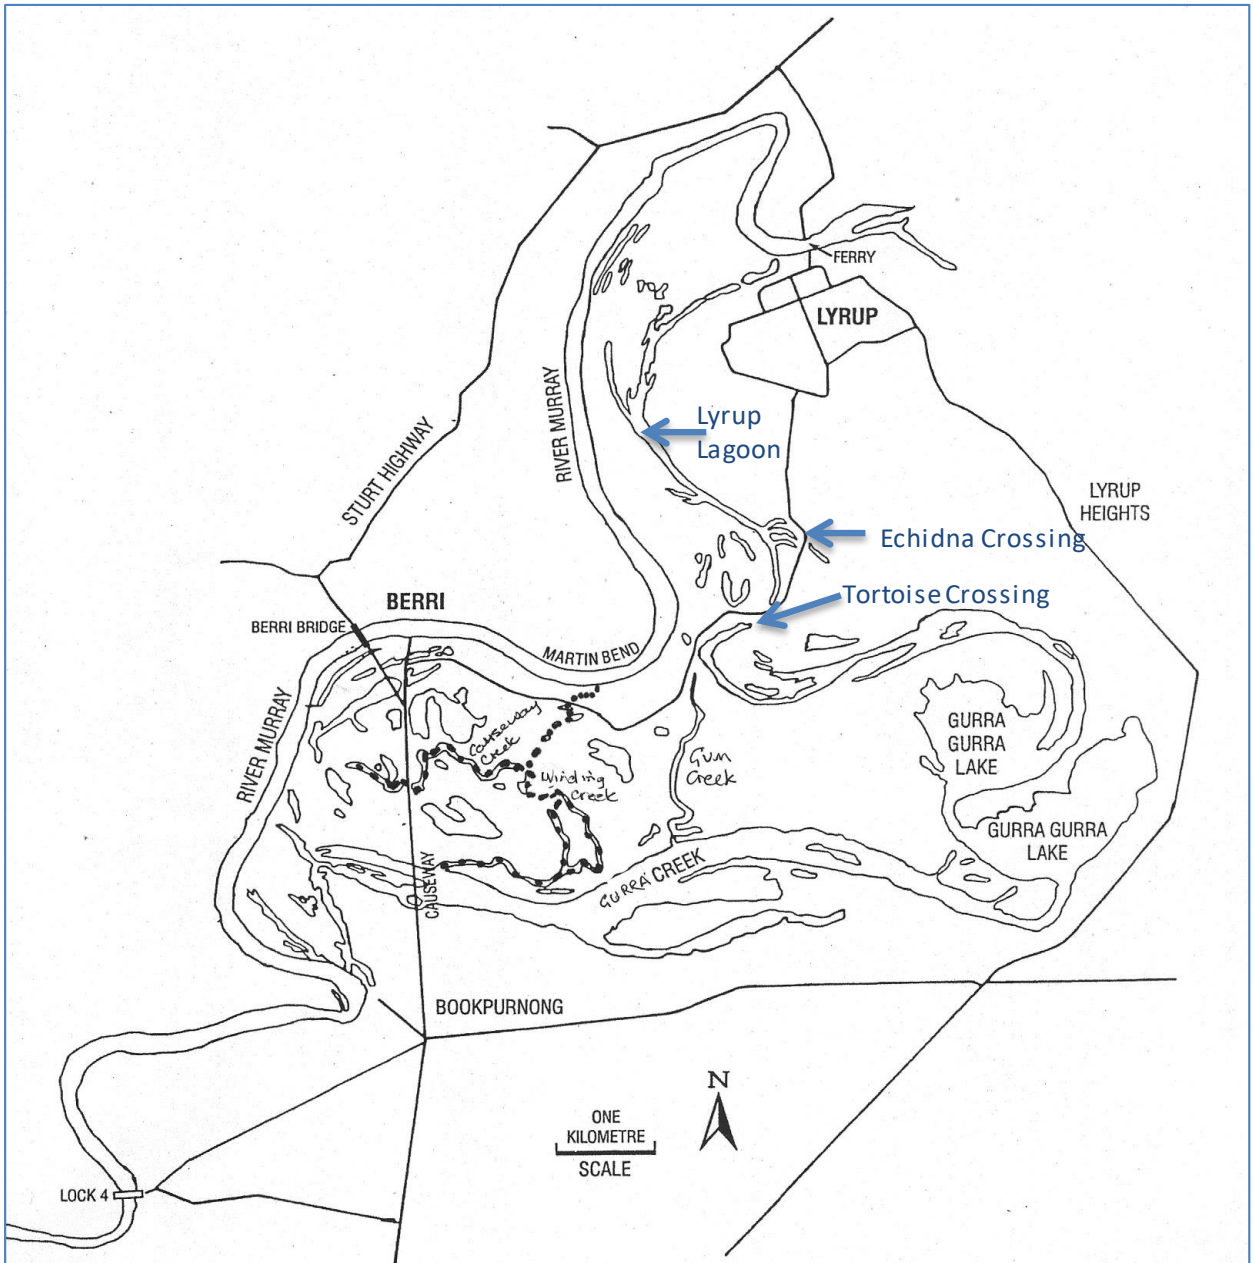 FERRY
LYRUP
Lyrup
Lagoon
RIVER MURRAY
STURT HIGHWAY
LYRUP
HEIGHTS
Echidna Crossing
Tortoise Crossing
BERRI
BERRI BRIDGE
MARTIN BEND
RIVER MURRAY
Causeway
Creek
Winding
Creek
Gum
Creek
GURRA
GURRA
LAKE
GURRA GURRA
LAKE
GURRA CREEK
CAUSEWAY
BOOKPURNONG
N
ONE
KILOMETRE
SCALE
LOCK 4